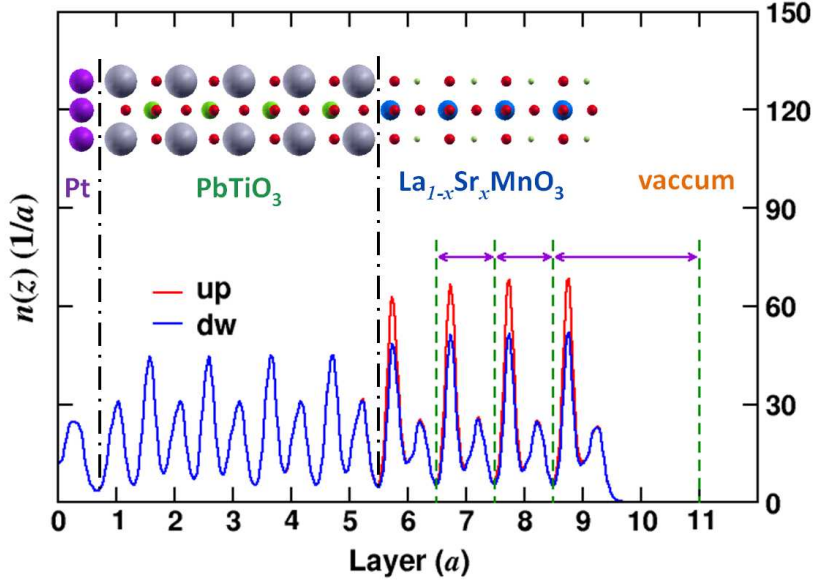 150
120
90
60
30
0
Pt
PbTiO3
La1-xSrxMnO3
vaccum
n(z) (1/a)
up
dw
0 1 2 3 4 5 6 7 8 9 11
Layer (a)